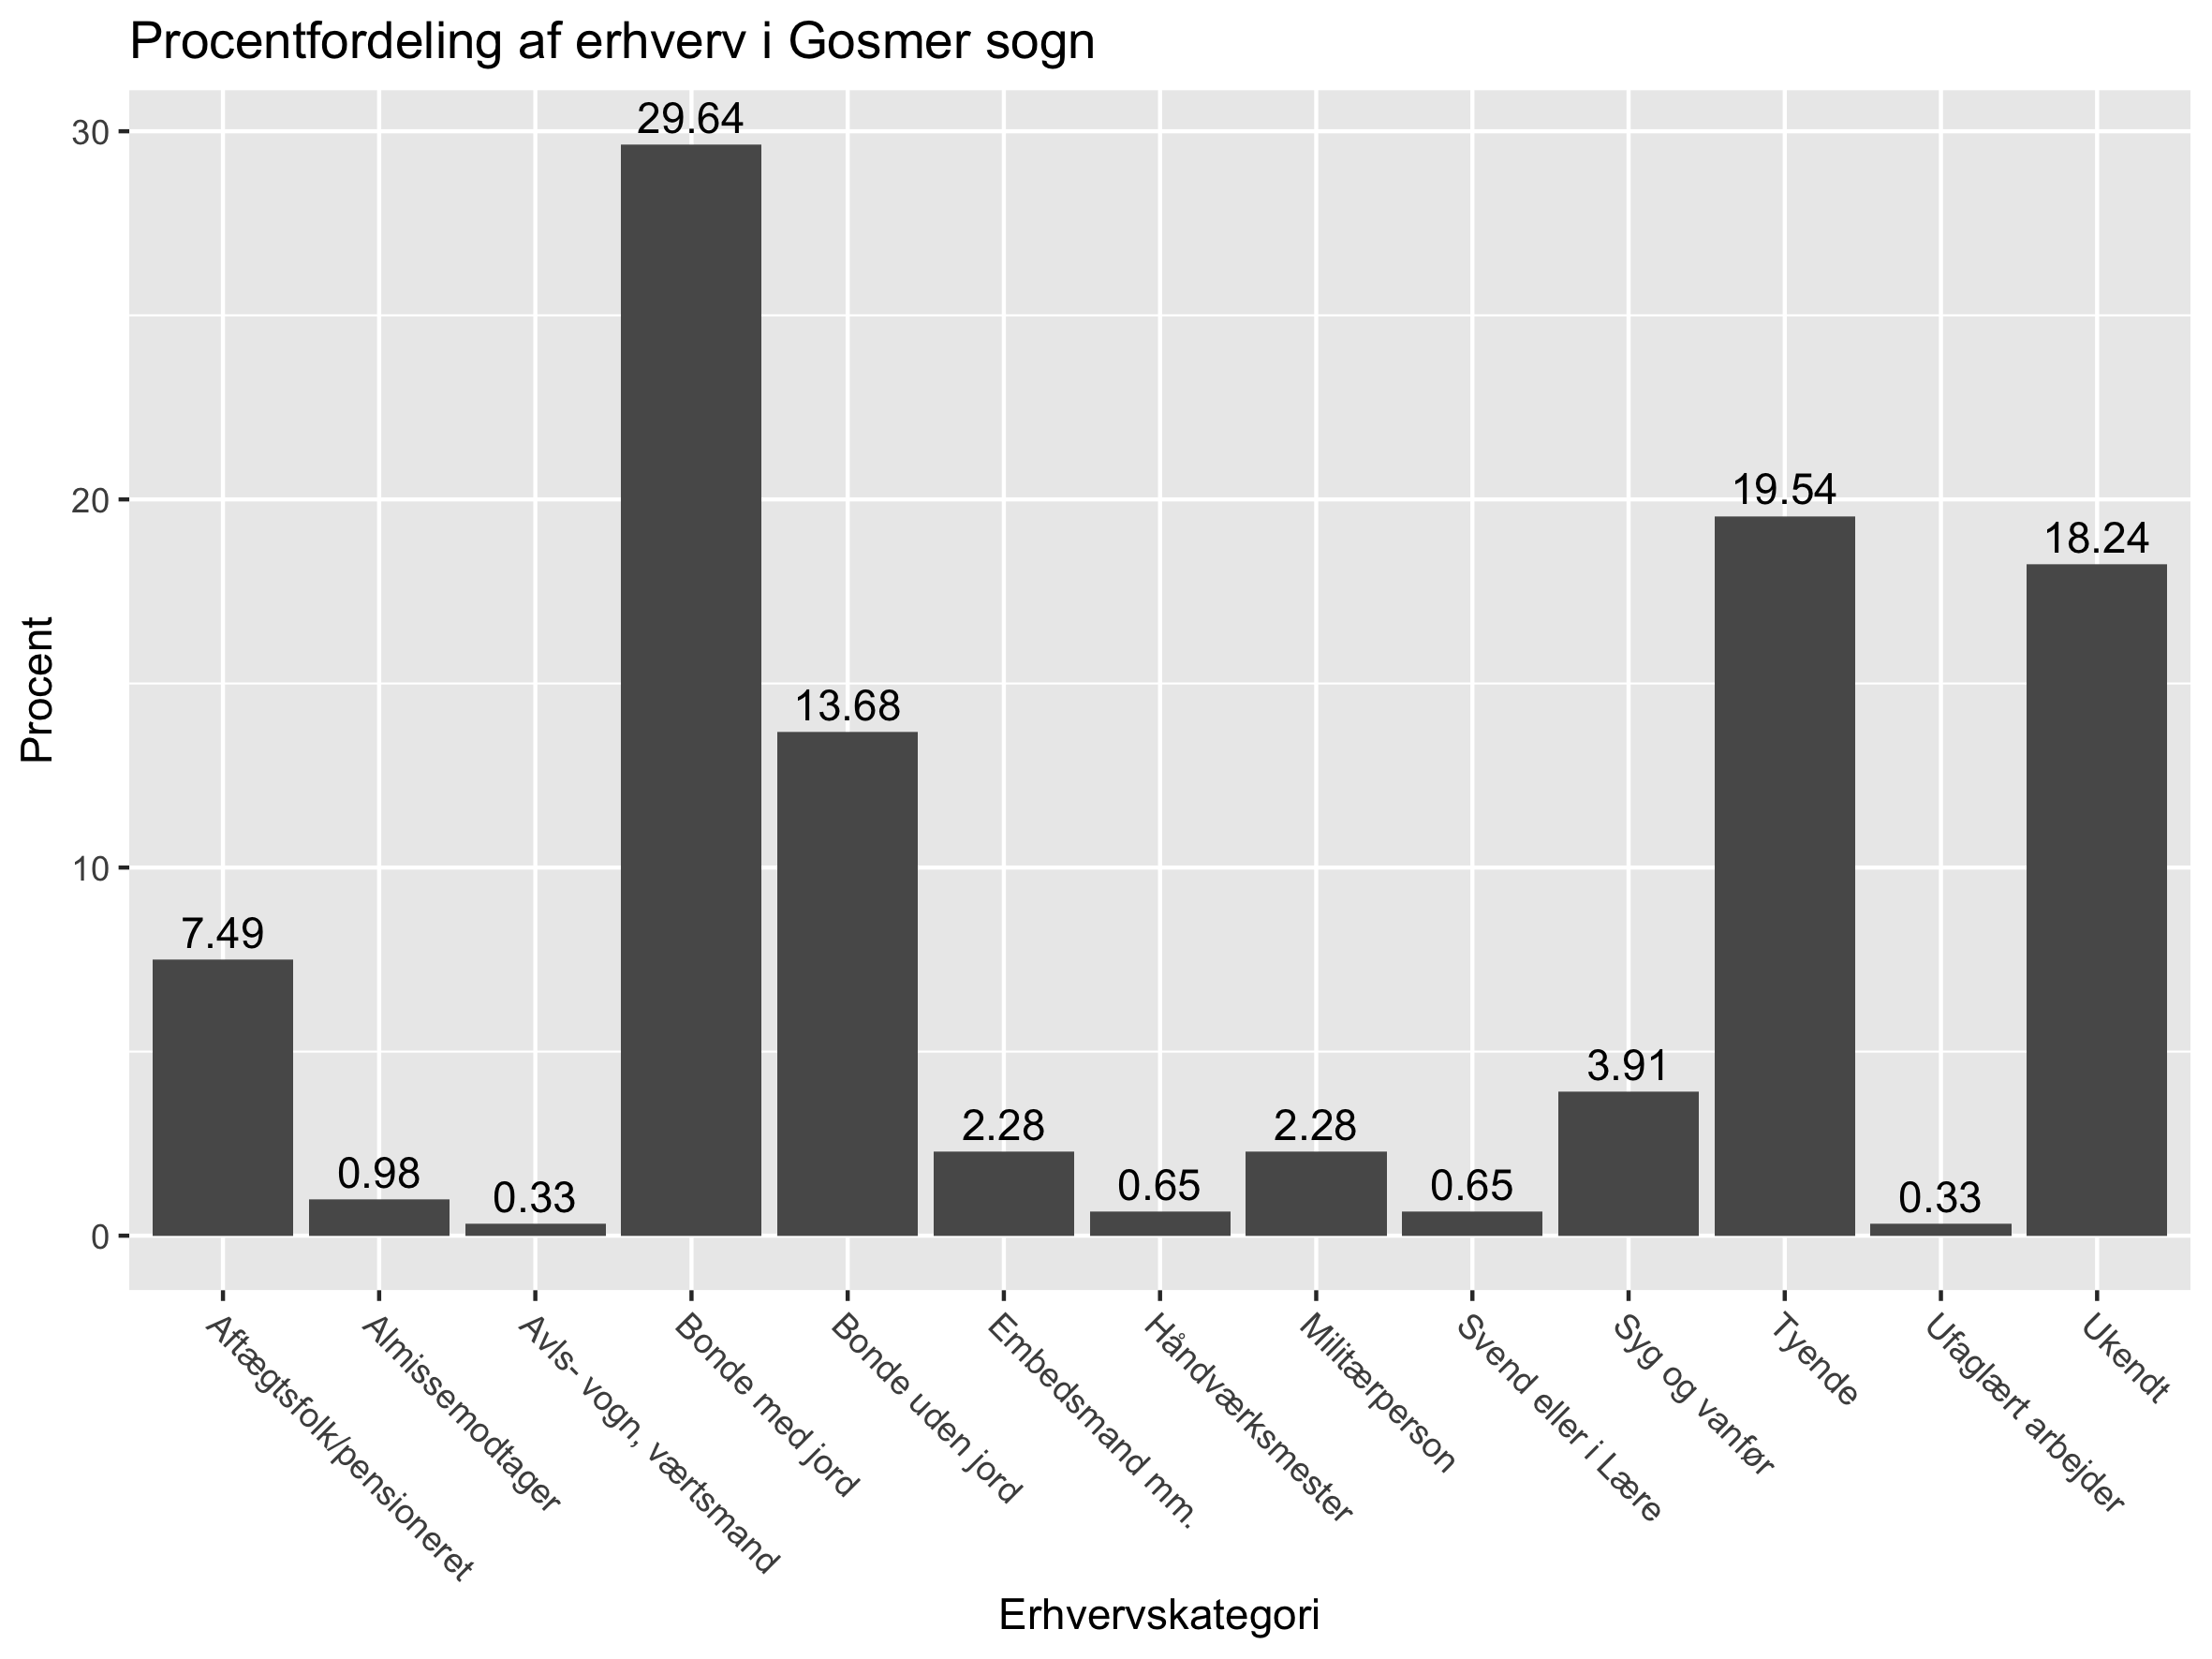 Procentfordeling af erhverv i Gosmer sogn
Procent
30
20
10
0
7.49
0.98
0.33
29.64
13.68
2.28
0.65
2.28
0.65
3.91
19.54
0.33
18.24
Aftægtsfolk/pensioneret
Almissemodtager
Avls- vogn, værtsmand
Bonde med jord
Bonde uden jord
Embedsmand mm.
Håndværksmester
Militærperson
Svend eller i Lære
Syg og vanfør
Tyende
Ufaglært arbejder
Ukendt
Erhvervskategori